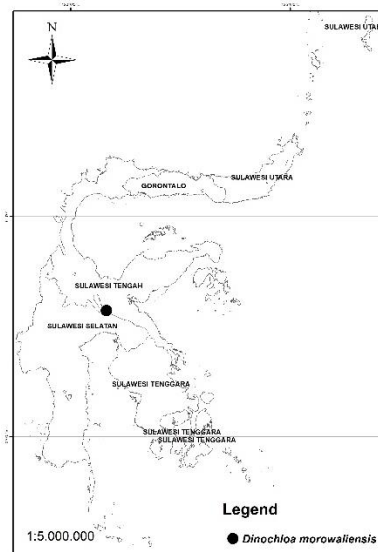 SULAWESI UTARA
N
SULAWESI UTARA
GORONTALO
SULAWESI TENGAH
SULAWESI SELATAN
SULAWESI TENGGARA
SULAWESI TENGGARA
SULAWESI TENGGARA
Legend
1:5.000.000
Dinochloa morowaliensis